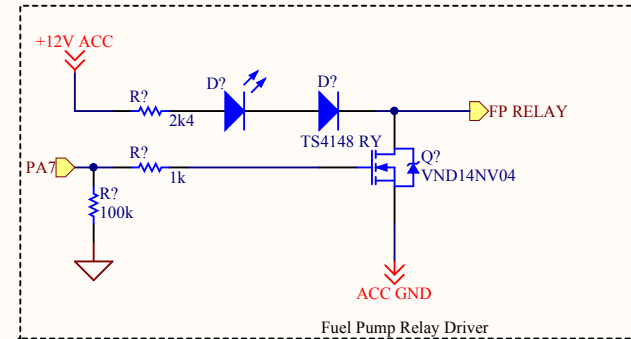 +12V ACC
R?
2k4
D?
D?
TS4148 RY
FP RELAY
PA7
R?
1k
R?
100k
Q?
VND14NV04
ACC GND
Fuel Pump Relay Driver